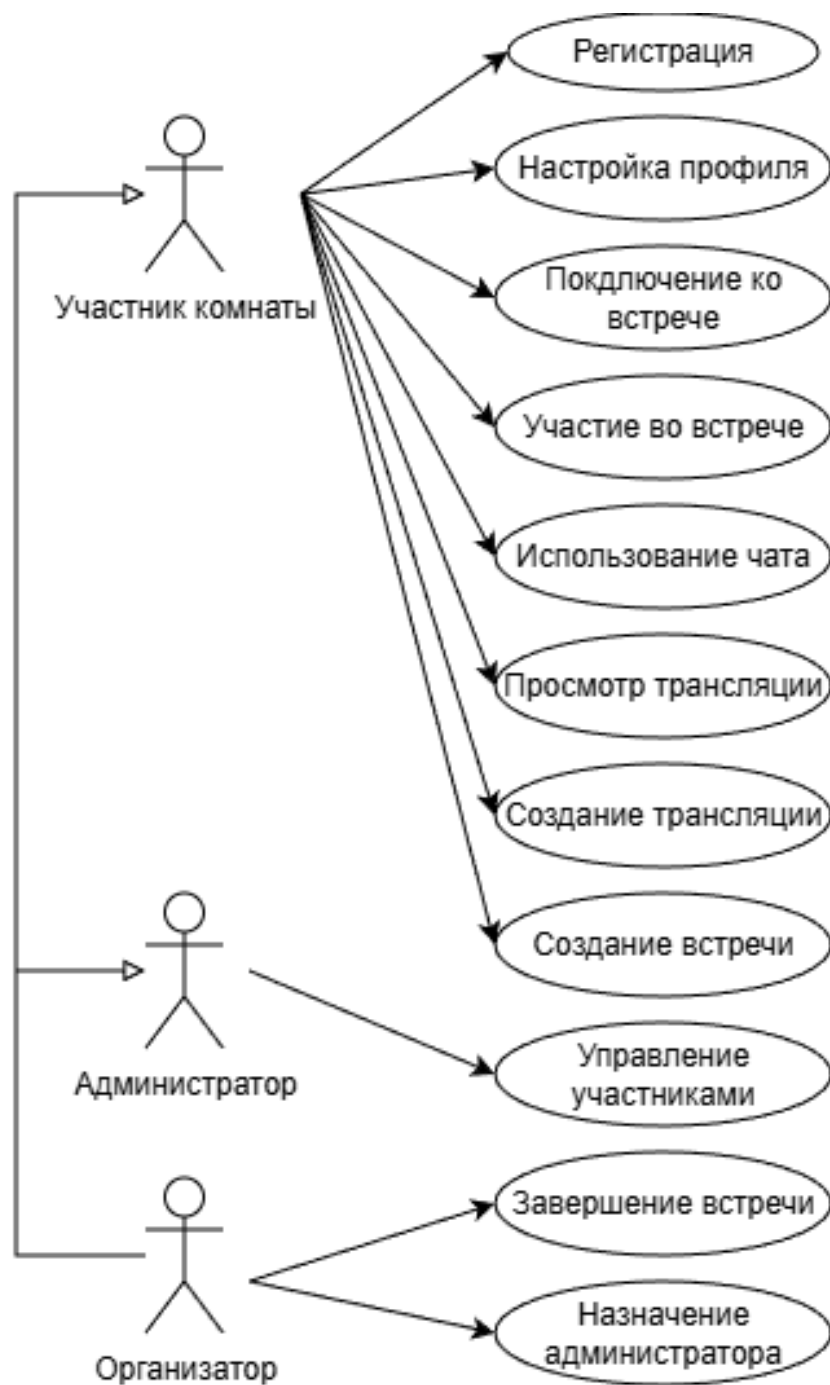 Регистрация
Настройка профиля
Участник комнаты
Покдлючение ко
встрече
Участие во встрече
Использование чата
Просмотр трансляции
Создание трансляции
Создание встречи
Администратор
Управление
участниками
Завершение встречи
Организатор
Назначение
администратора